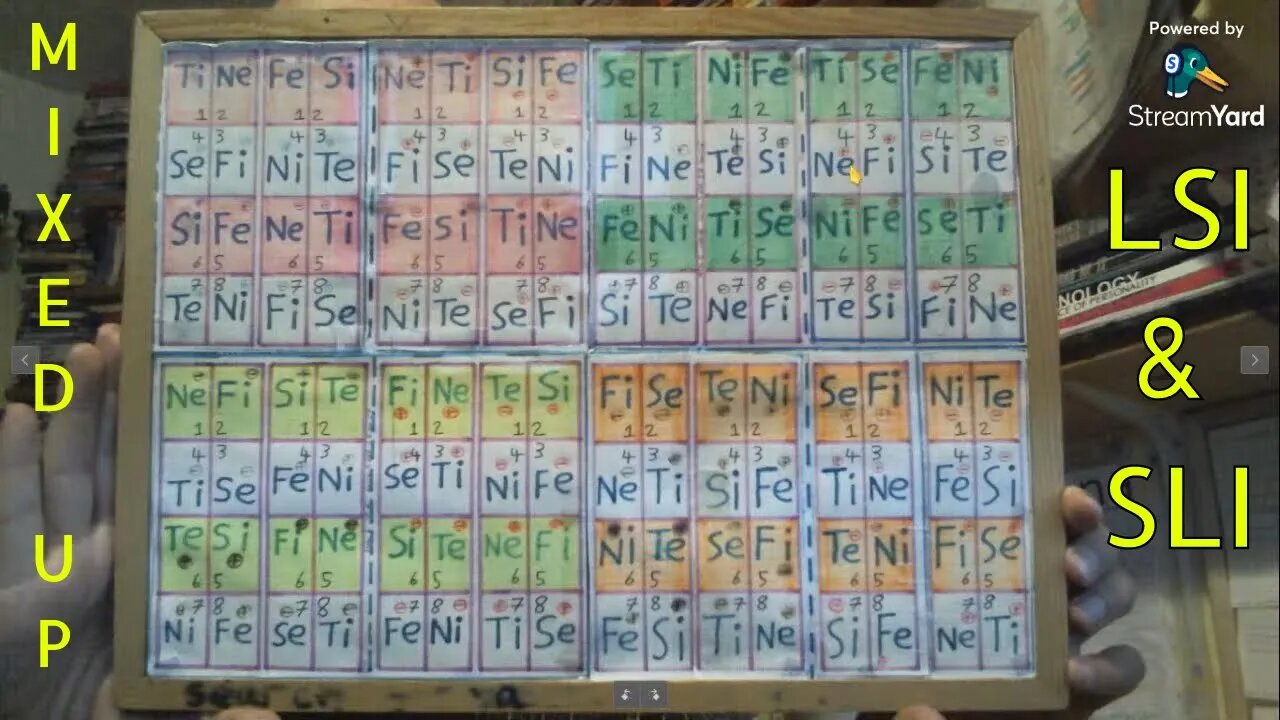 MIXED UP
Powered by
StreamYard
LSI
&
SLI
Ti Ne Fe Si Ne Ti Si Fe Se Ti Ni Fe Ti Se Fe Ni
1 2 1 2 1 2 1 2 1 2 1 2 1 2 1 2
4 3 4 3 4 3 4 3 4 3 4 3 4 3 4 3
Se Fi Ni Te Fi Se Te Ni Fi Ne Te Si Ne Fi Si Te
Si Fe Ne Ti Fe Si Ti Ne Fe Ni Ti Se Ni Fe Se Ti
6 5 6 5 6 5 6 5 6 5 6 5 6 5 6 5
7 8 7 8 7 8 7 8 7 8 7 8 7 8 7 8
Te Ni Fi Se Ni Te Se Fi Si Te Ne Fi Te Si Fi Ne
Ne Fi Si Te Fi Ne Te Si Fi Se Te Ni Se Fi Ni Te
1 2 1 2 1 2 1 2 1 2 1 2 1 2 1 2
4 3 4 3 4 3 4 3 4 3 4 3 4 3 4 3
Ti Se Fe Ni Se Ti Ni Fe Ne Ti Si Fe Ti Ne Fe Si
Te Si Fi Ne Si Te Ne Fi Ni Te Se Fi Te Ni Fi Se
6 5 6 5 6 5 6 5 6 5 6 5 6 5 6 5
7 8 7 8 7 8 7 8 7 8 7 8 7 8 7 8
Ni Fe Se Ti Fe Ni Ti Se Fe Si Ti Ne Si Fe Ne Ti
NOLOGY
OF PERSONALITY